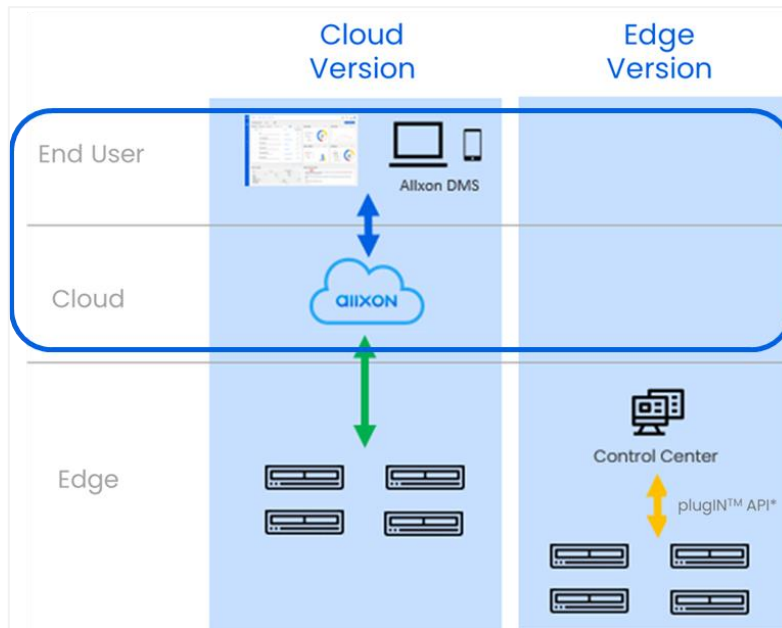 Cloud
Version
Edge
Version
End User
Allxon DMS
Cloud
allxon
Edge
Control Center
plugIN™ API*